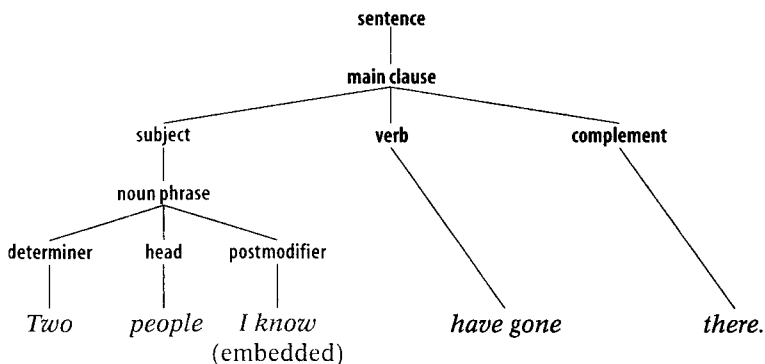 sentence
main clause
subject verb complement
noun phrase
determiner head postmodifier
Two people I know have gone there.
(embedded)